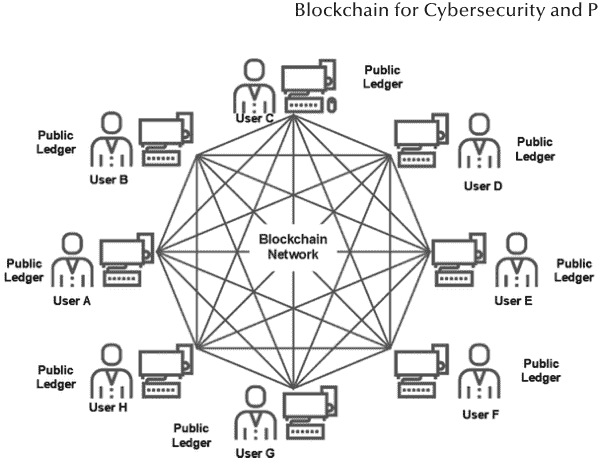 Blockchain for Cybersecurity and P
Public
Ledger
User C
Public
Ledger
User B
Public
Ledger
User D
Blockchain
Network
Public
Ledger
User A
Public
Ledger
User E
Public
Ledger
User H
Public
Ledger
User F
Public
Ledger
User G